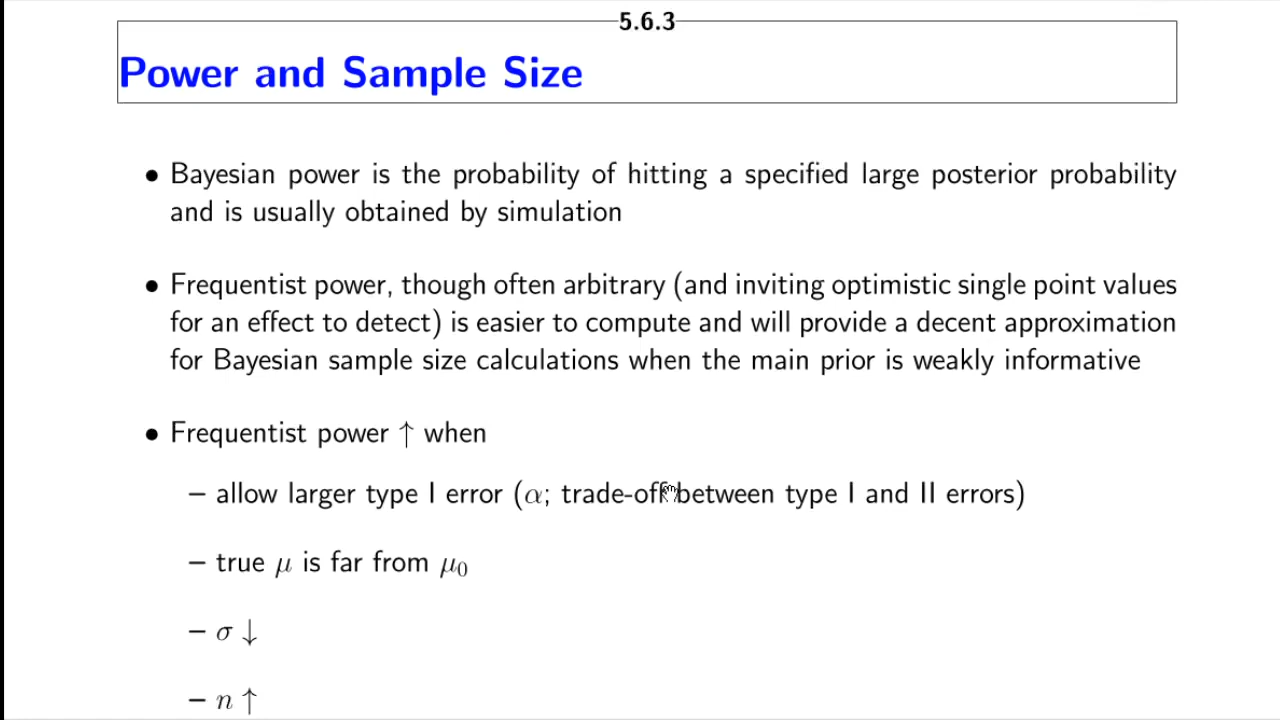 5.6.3
Power and Sample Size
• Bayesian power is the probability of hitting a specified large posterior probability
and is usually obtained by simulation
• Frequentist power, though often arbitrary (and inviting optimistic single point values
for an effect to detect) is easier to compute and will provide a decent approximation
for Bayesian sample size calculations when the main prior is weakly informative
• Frequentist power ↑ when
– allow larger type I error (α; trade-off between type I and II errors)
– true μ is far from μ₀
– σ ↓
– n ↑